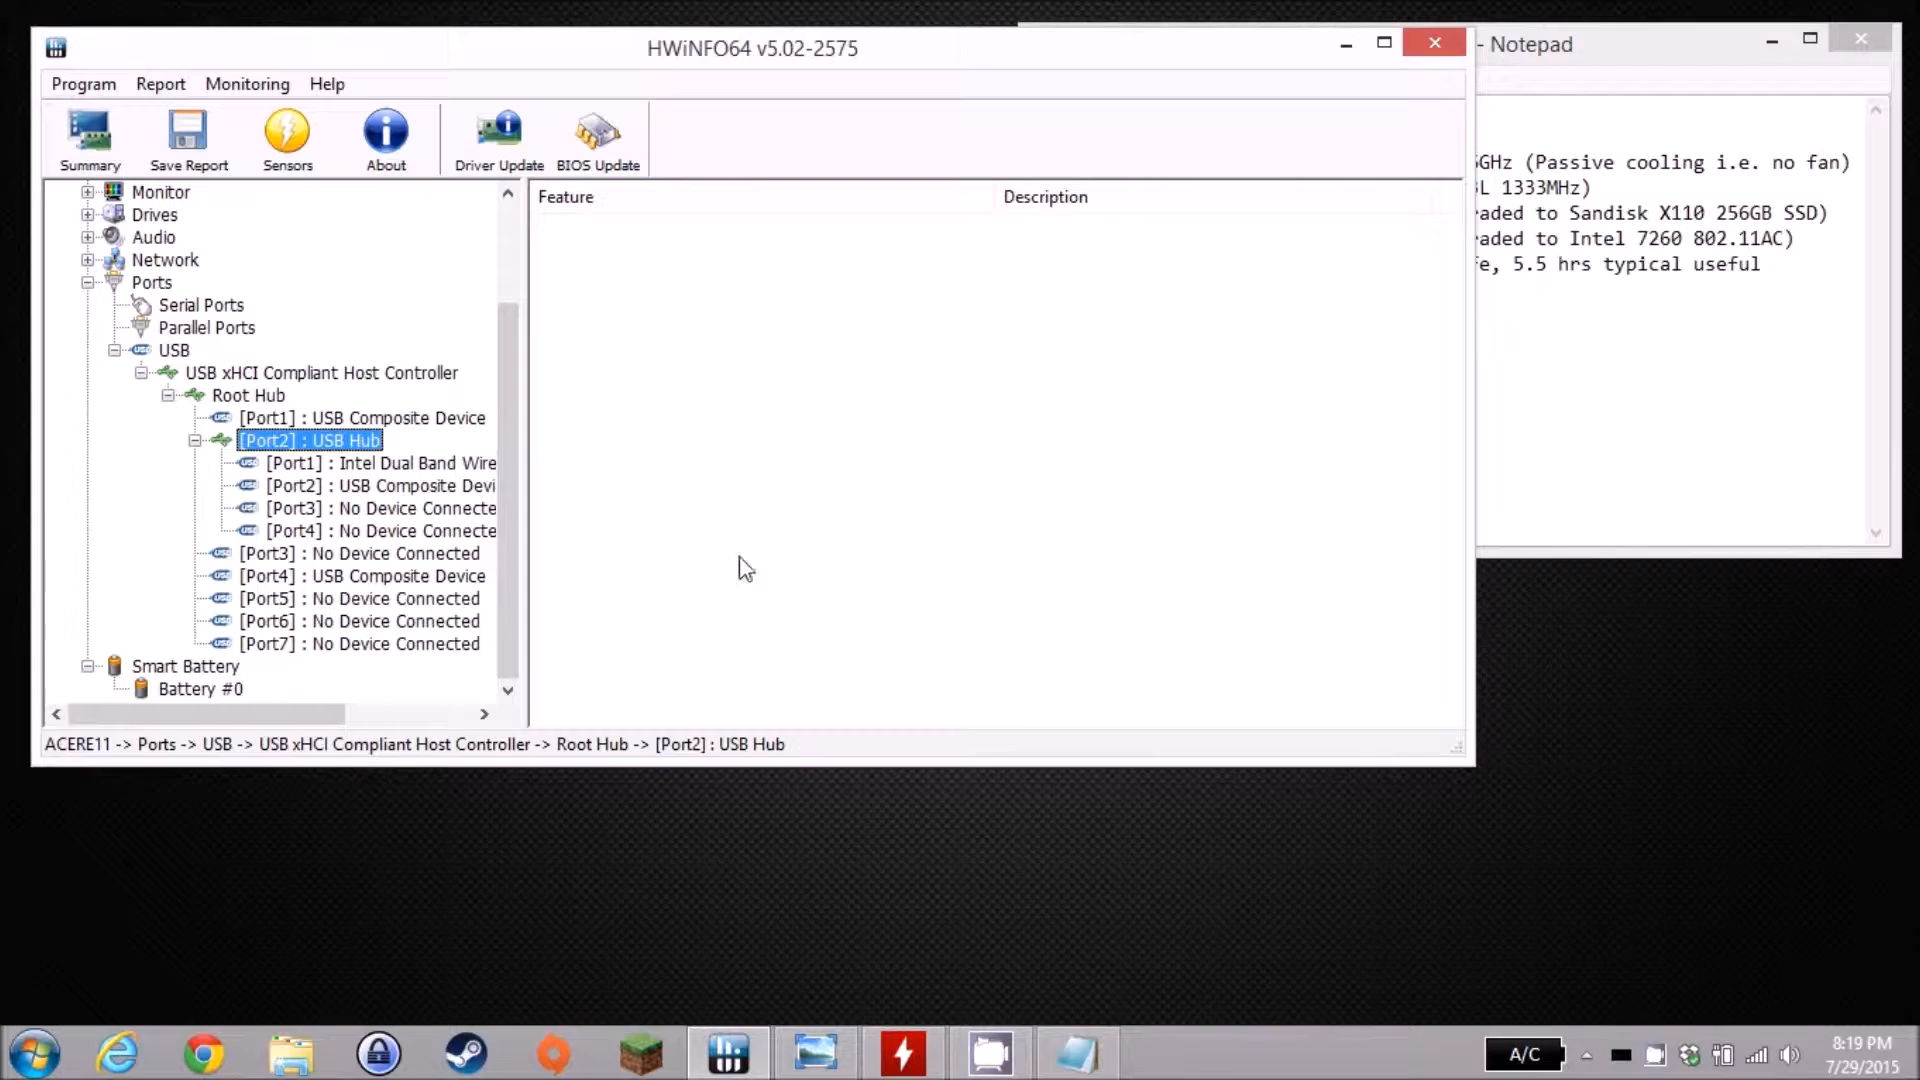 HWiNFO64 v5.02-2575
- Notepad
Program Report Monitoring Help
Summary
Save Report
Sensors
About
Driver Update
BIOS Update
Monitor
Drives
Audio
Network
Ports
Serial Ports
Parallel Ports
USB
USB xHCI Compliant Host Controller
Root Hub
[Port1] : USB Composite Device
[Port2] : USB Hub
[Port1] : Intel Dual Band Wire
[Port2] : USB Composite Devi
[Port3] : No Device Connecte
[Port4] : No Device Connecte
[Port3] : No Device Connected
[Port4] : USB Composite Device
[Port5] : No Device Connected
[Port6] : No Device Connected
[Port7] : No Device Connected
Smart Battery
Battery #0
Feature
Description
ACERE11 -> Ports -> USB -> USB xHCI Compliant Host Controller -> Root Hub -> [Port2] : USB Hub
GHz (Passive cooling i.e. no fan)
L 1333MHz)
aded to Sandisk X110 256GB SSD)
aded to Intel 7260 802.11AC)
e, 5.5 hrs typical useful
A/C
8:19 PM
7/29/2015